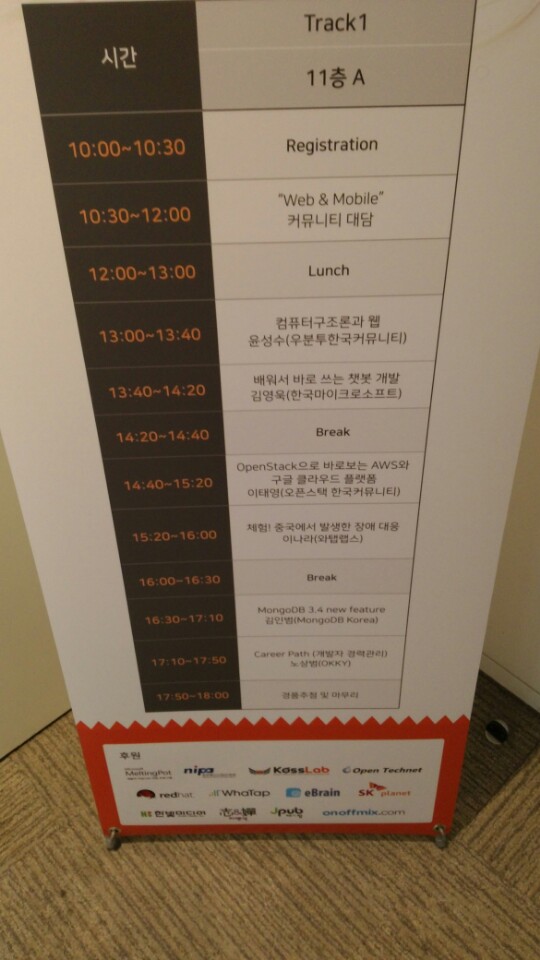 시간
Track1
11층 A
10:00~10:30
Registration
10:30~12:00
"Web & Mobile"
커뮤니티 대담
12:00~13:00
Lunch
13:00~13:40
컴퓨터구조론과 웹
윤성수(우분투한국커뮤니티)
13:40~14:20
배워서 바로 쓰는 챗봇 개발
김영욱(한국마이크로소프트)
14:20~14:40
Break
14:40~15:20
OpenStack으로 바로보는 AWS와
구글 클라우드 플랫폼
이태영(오픈스택 한국커뮤니티)
15:20~16:00
체험! 중국에서 발생한 장애 대응
이나라(와탭랩스)
16:00~16:30
Break
16:30~17:10
MongoDB 3.4 new feature
김인범(MongoDB Korea)
17:10~17:50
Career Path (개발자 경력관리)
노상범(OKKY)
17:50~18:00
경품추첨 및 마무리
후원
MeltingPot
nipa
KossLab
Open Technet
redhat
WhaTap
eBrain
SK planet
한빛미디어
Jpub
onoffmix.com